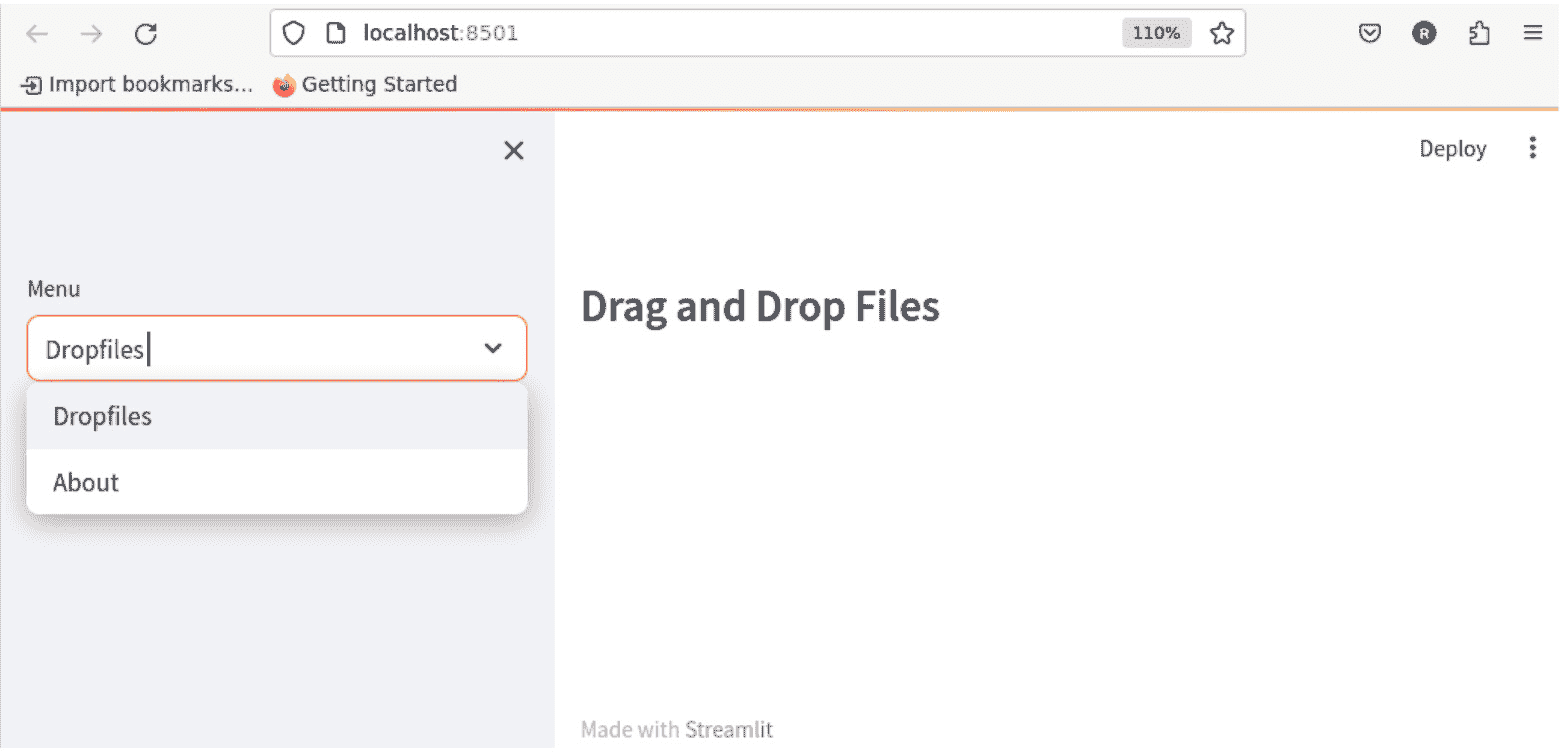 localhost:8501
110%
R
Import bookmarks...
Getting Started
Deploy
Menu
Dropfiles
Dropfiles
About
Drag and Drop Files
Made with Streamlit